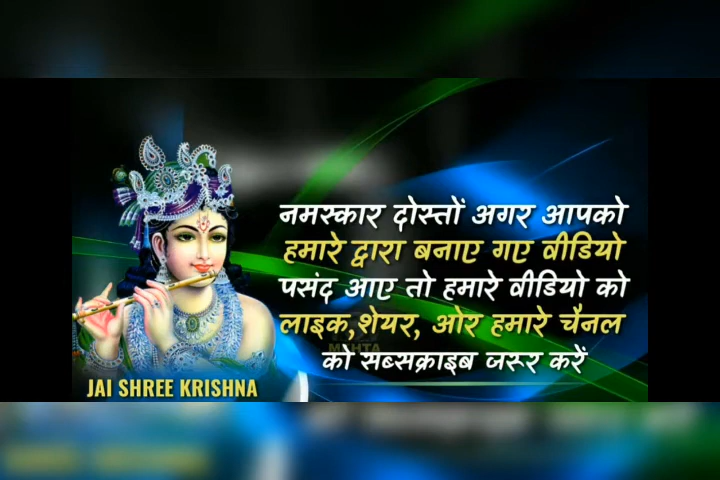 नमस्कार दोस्तों अगर आपको
हमारे द्वारा बनाए गए वीडियो
पसंद आए तो हमारे वीडियो को
लाइक,शेयर, ओर हमारे चैनल
को सब्सक्राइब जरूर करें
JAI SHREE KRISHNA